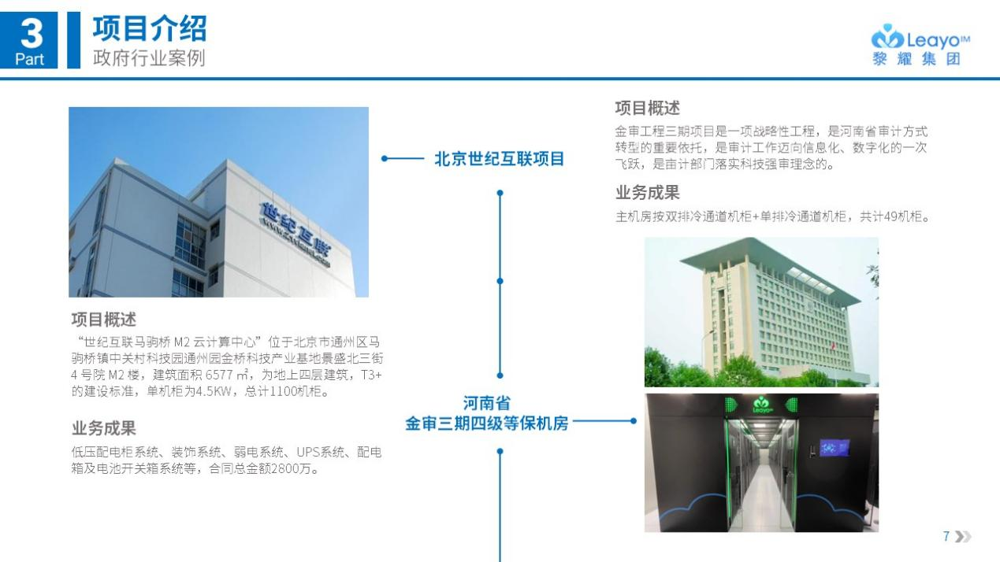 3
Part
项目介绍
政府行业案例
Leayo™
黎耀集团
世纪互联
北京世纪互联项目
项目概述
“世纪互联马驹桥 M2 云计算中心”位于北京市通州区马
驹桥镇中关村科技园通州园金桥科技产业基地景盛北三街
4 号院 M2 楼，建筑面积 6577 ㎡，为地上四层建筑，T3+
的建设标准，单机柜为4.5KW，总计1100机柜。
业务成果
低压配电柜系统、装饰系统、弱电系统、UPS系统、配电
箱及电池开关箱系统等，合同总金额2800万。
河南省
金审三期四级等保机房
项目概述
金审工程三期项目是一项战略性工程，是河南省审计方式
转型的重要依托，是审计工作迈向信息化、数字化的一次
飞跃，是亩计部门落实科技强审理念的。
业务成果
主机房按双排冷通道机柜+单排冷通道机柜，共计49机柜。
Leayo
7